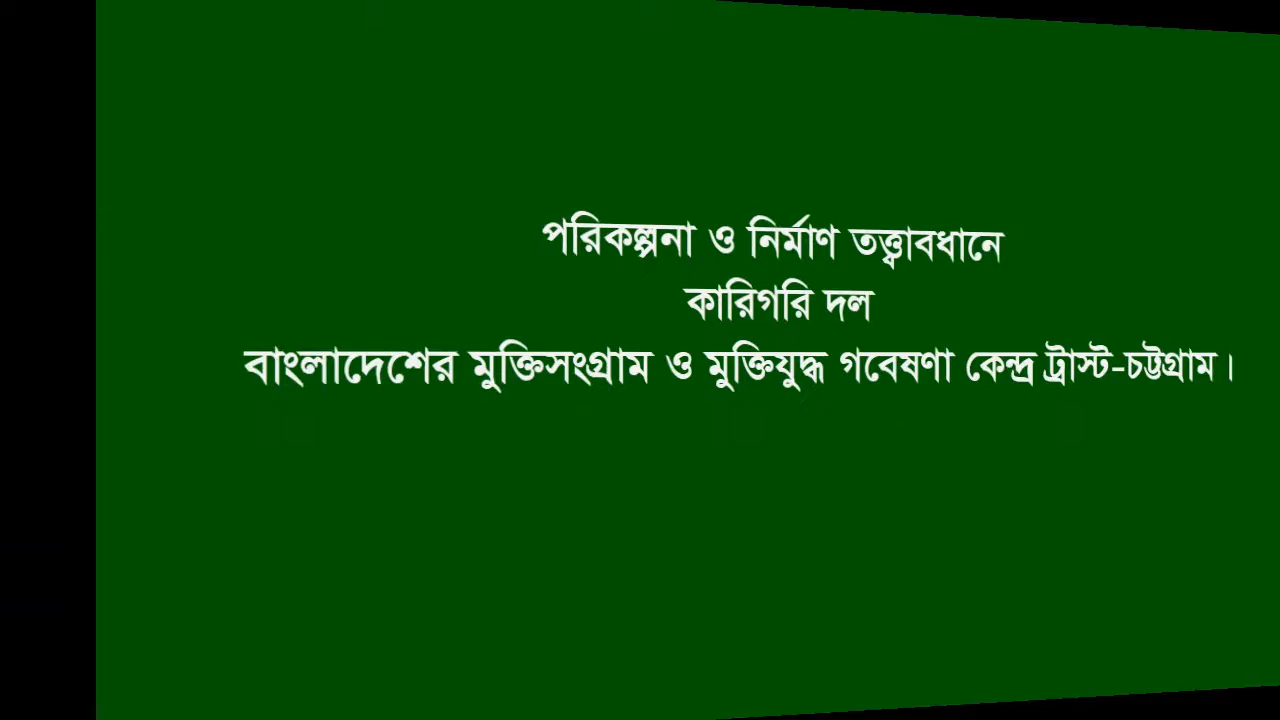 পরিকল্পনা ও নির্মাণ তত্ত্বাবধানে
কারিগরি দল
বাংলাদেশের মুক্তিসংগ্রাম ও মুক্তিযুদ্ধ গবেষণা কেন্দ্র ট্রাস্ট-চট্টগ্রাম।